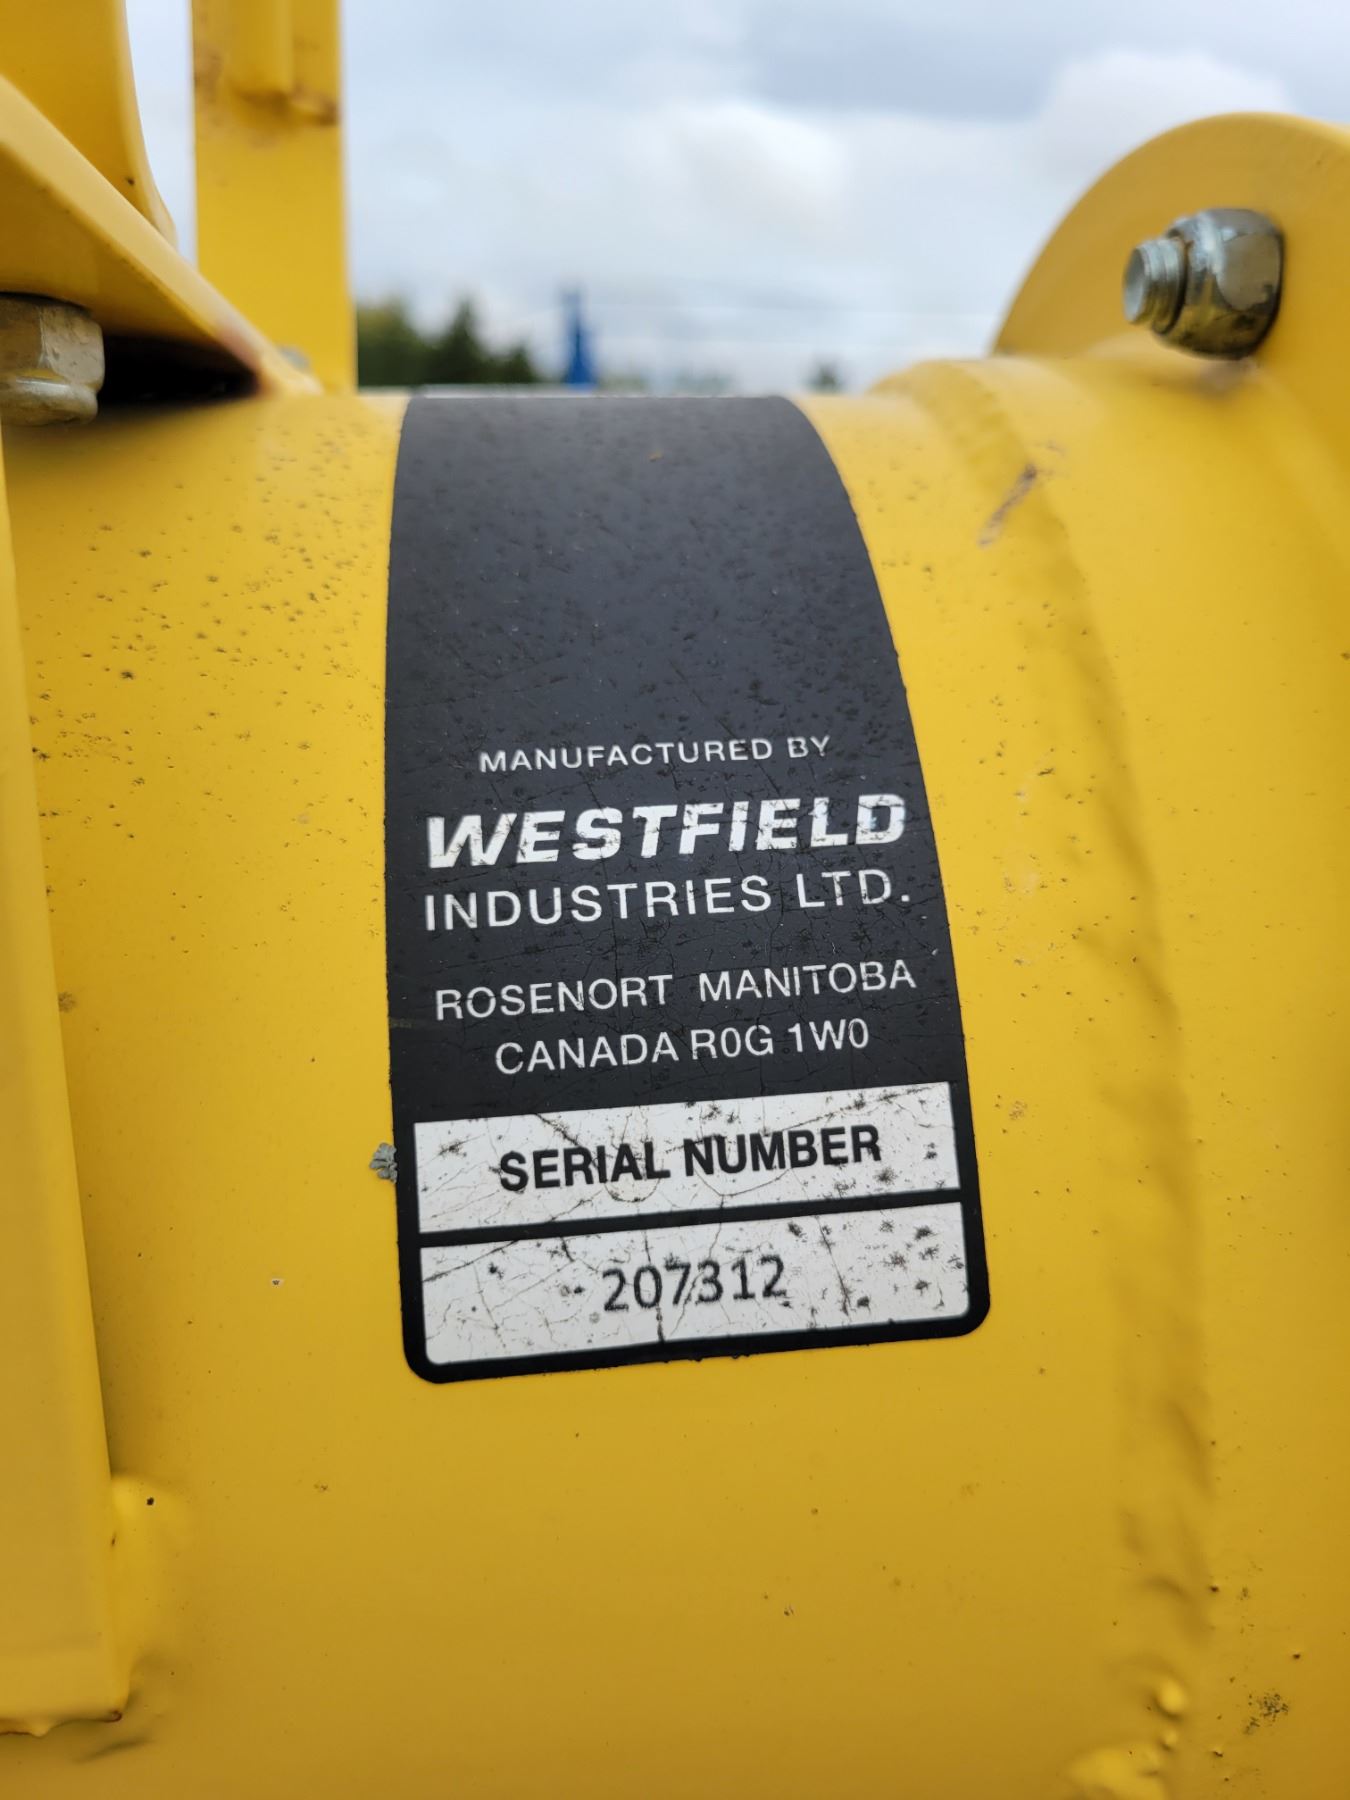 MANUFACTURED BY
WESTFIELD
INDUSTRIES LTD.
ROSENORT MANITOBA
CANADA R0G 1W0
SERIAL NUMBER
207312